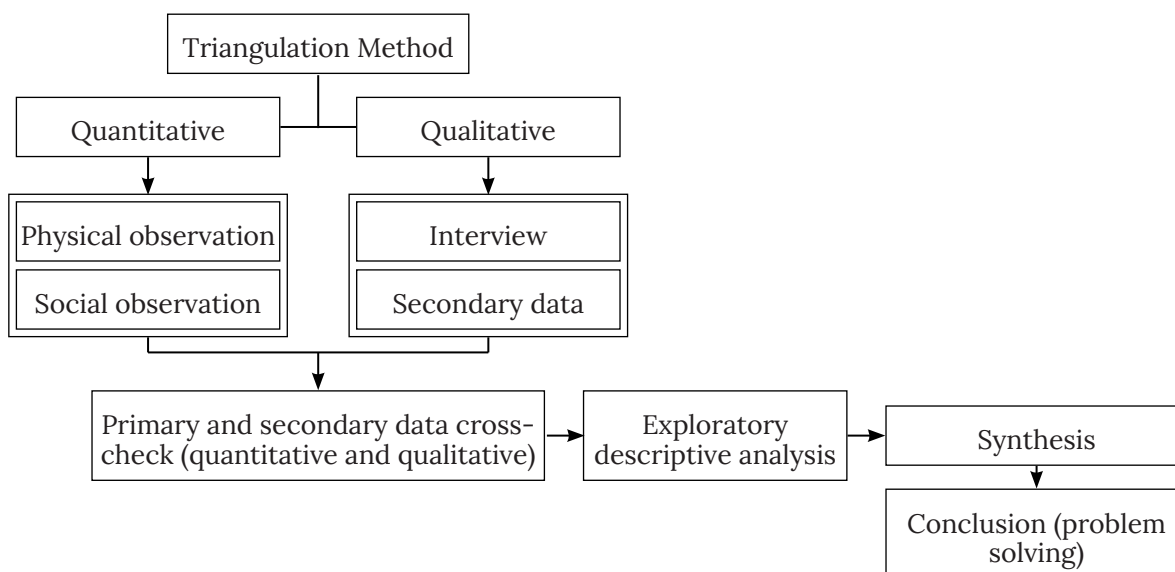 Triangulation Method
Quantitative
Qualitative
Physical observation
Interview
Social observation
Secondary data
Primary and secondary data cross-
check (quantitative and qualitative)
Exploratory
descriptive analysis
Synthesis
Conclusion (problem
solving)